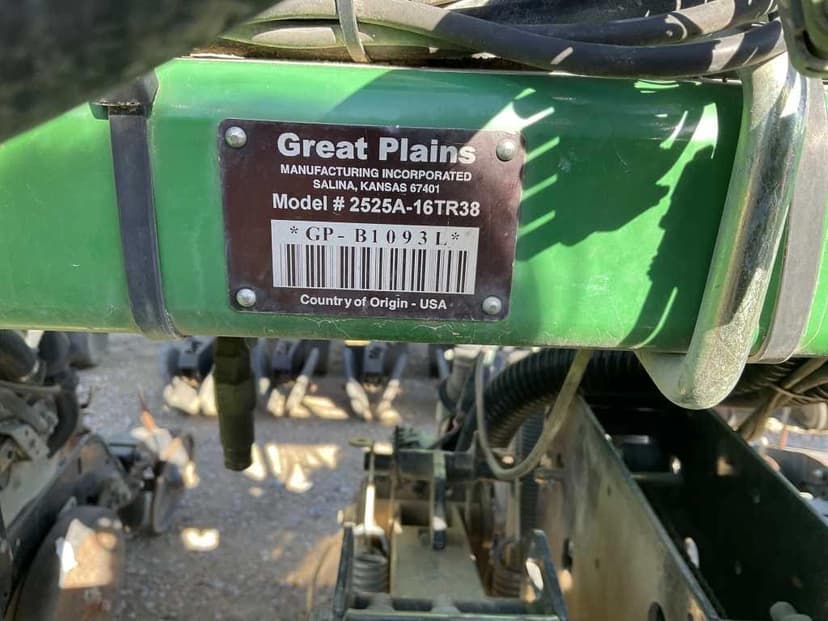 Great Plains
MANUFACTURING INCORPORATED
SALINA, KANSAS 67401
Model # 2525A-16TR38
*GP-B1093L*
Country of Origin - USA